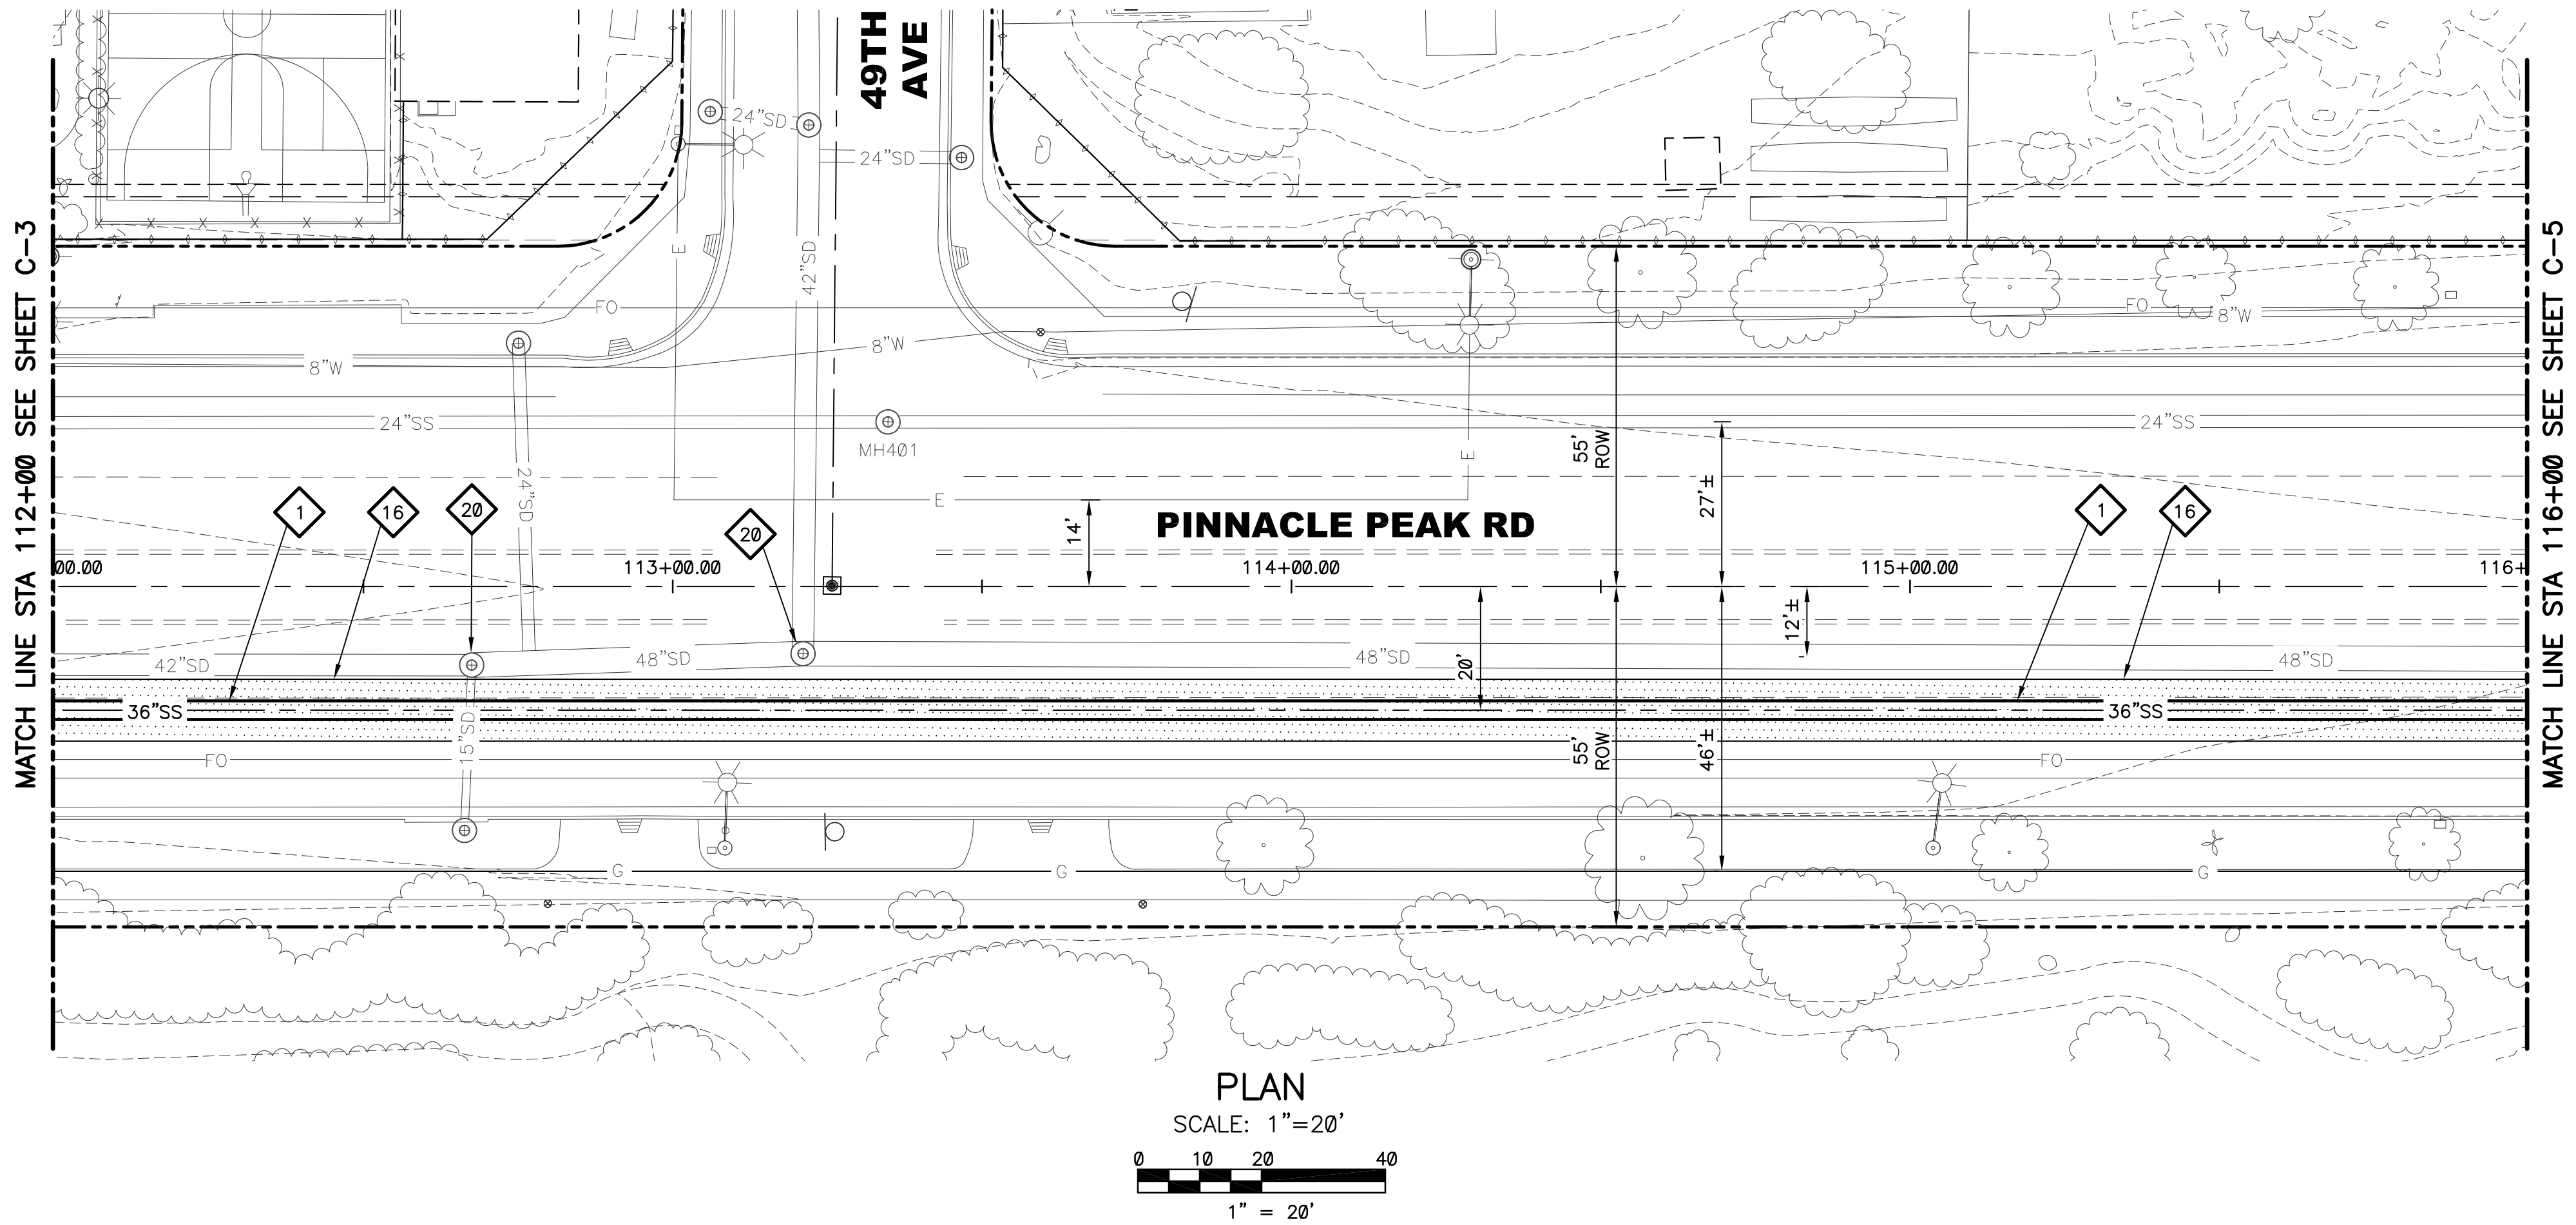 49TH
AVE
24"SD
24"SD
MATCH LINE STA 112+00 SEE SHEET C-3
MATCH LINE STA 116+00 SEE SHEET C-5
E
42"SD
FO
FO
8"W
8"W
8"W
24"SS
MH401
24"SS
24"SD
E
55'
ROW
27'±
E
1
16
20
20
14'
PINNACLE PEAK RD
1
16
00.00
113+00.00
114+00.00
115+00.00
116+
12'±
42"SD
48"SD
48"SD
20'
48"SD
36"SS
36"SS
15"SD
55'
ROW
46'±
FO
FO
G
G
G
PLAN
SCALE: 1"=20'
0 10 20 40
1" = 20'